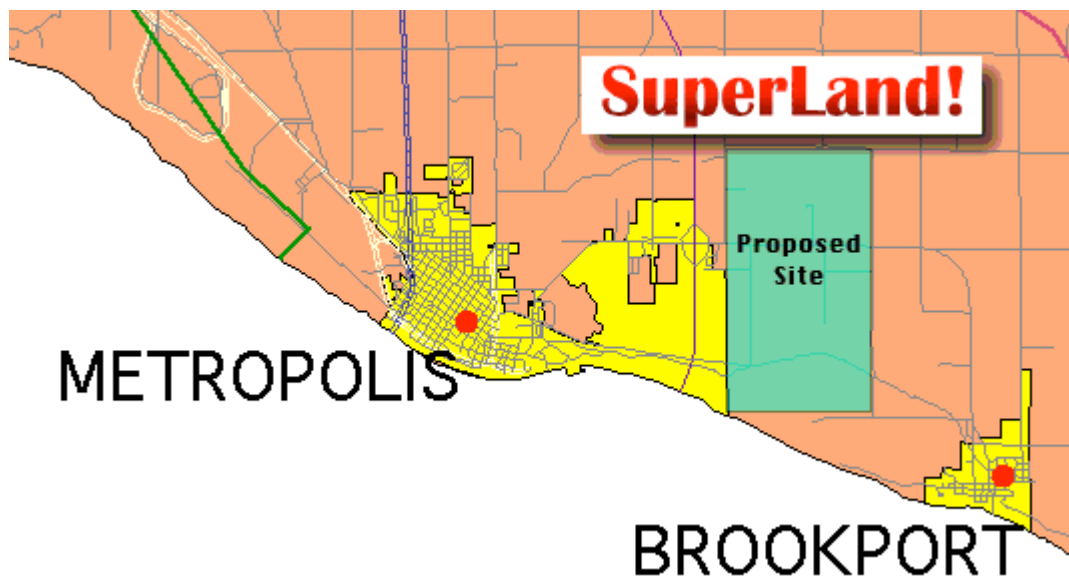 SuperLand!
Proposed
Site
METROPOLIS
BROOKPORT